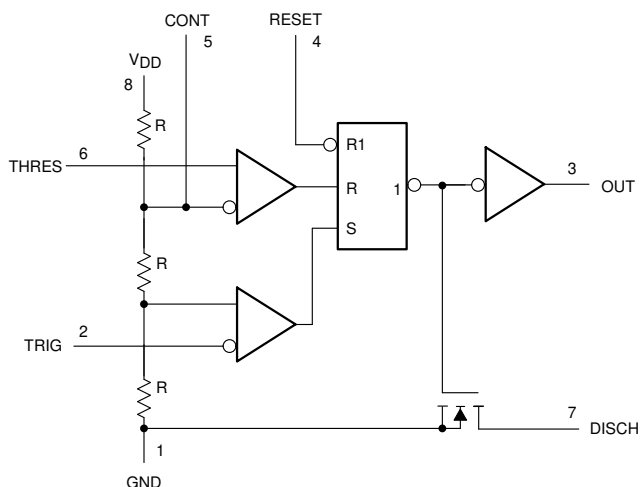 CONT
RESET
5
4
VDD
8
R
R1
6
THRES
3
R
1
OUT
S
R
2
TRIG
R
7
DISCH
1
GND